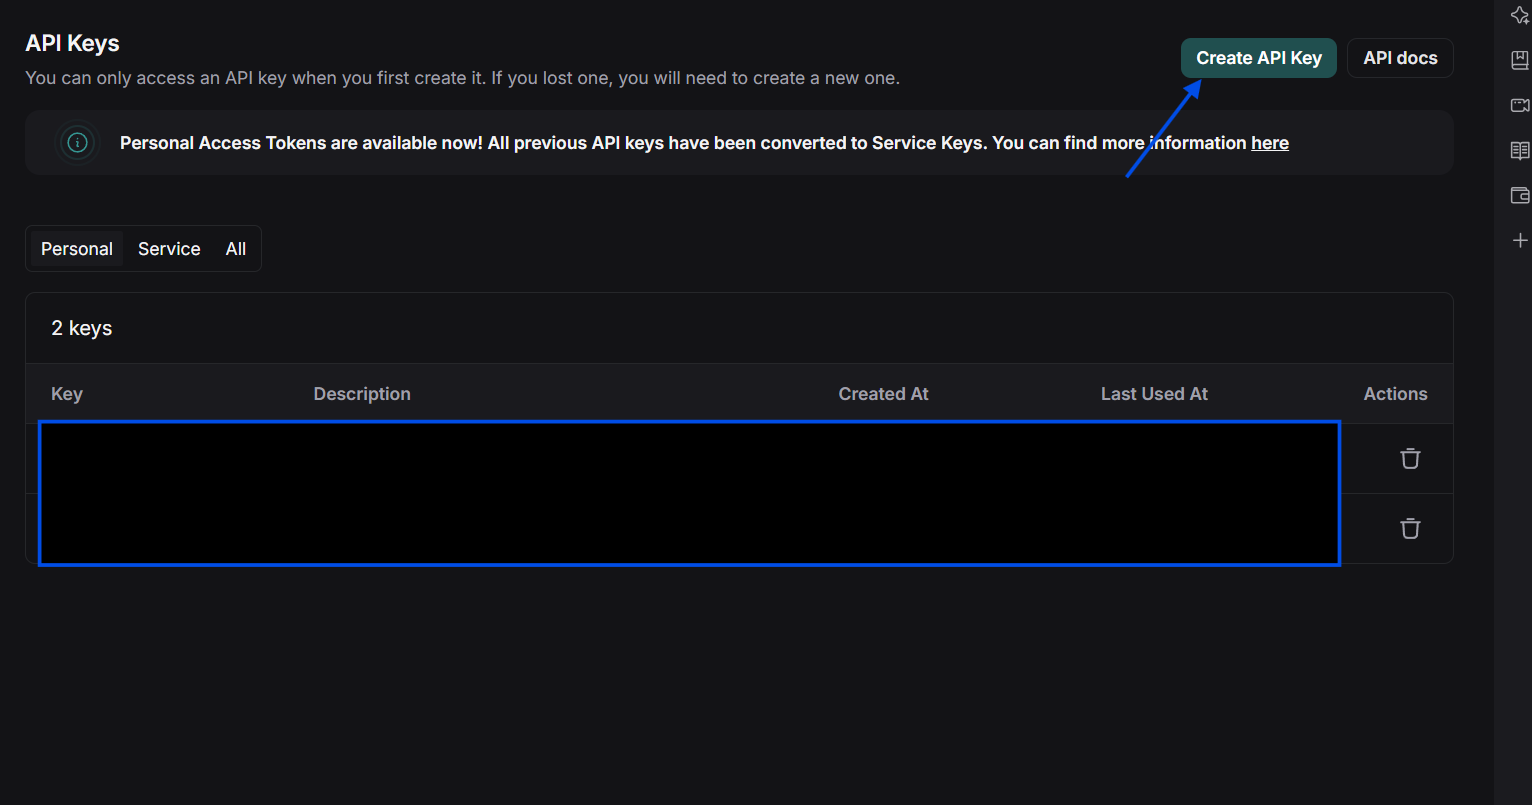 API Keys
You can only access an API key when you first create it. If you lost one, you will need to create a new one.
Create API Key
API docs
Personal Access Tokens are available now! All previous API keys have been converted to Service Keys. You can find more information here
Personal Service All
2 keys
Key Description Created At Last Used At Actions